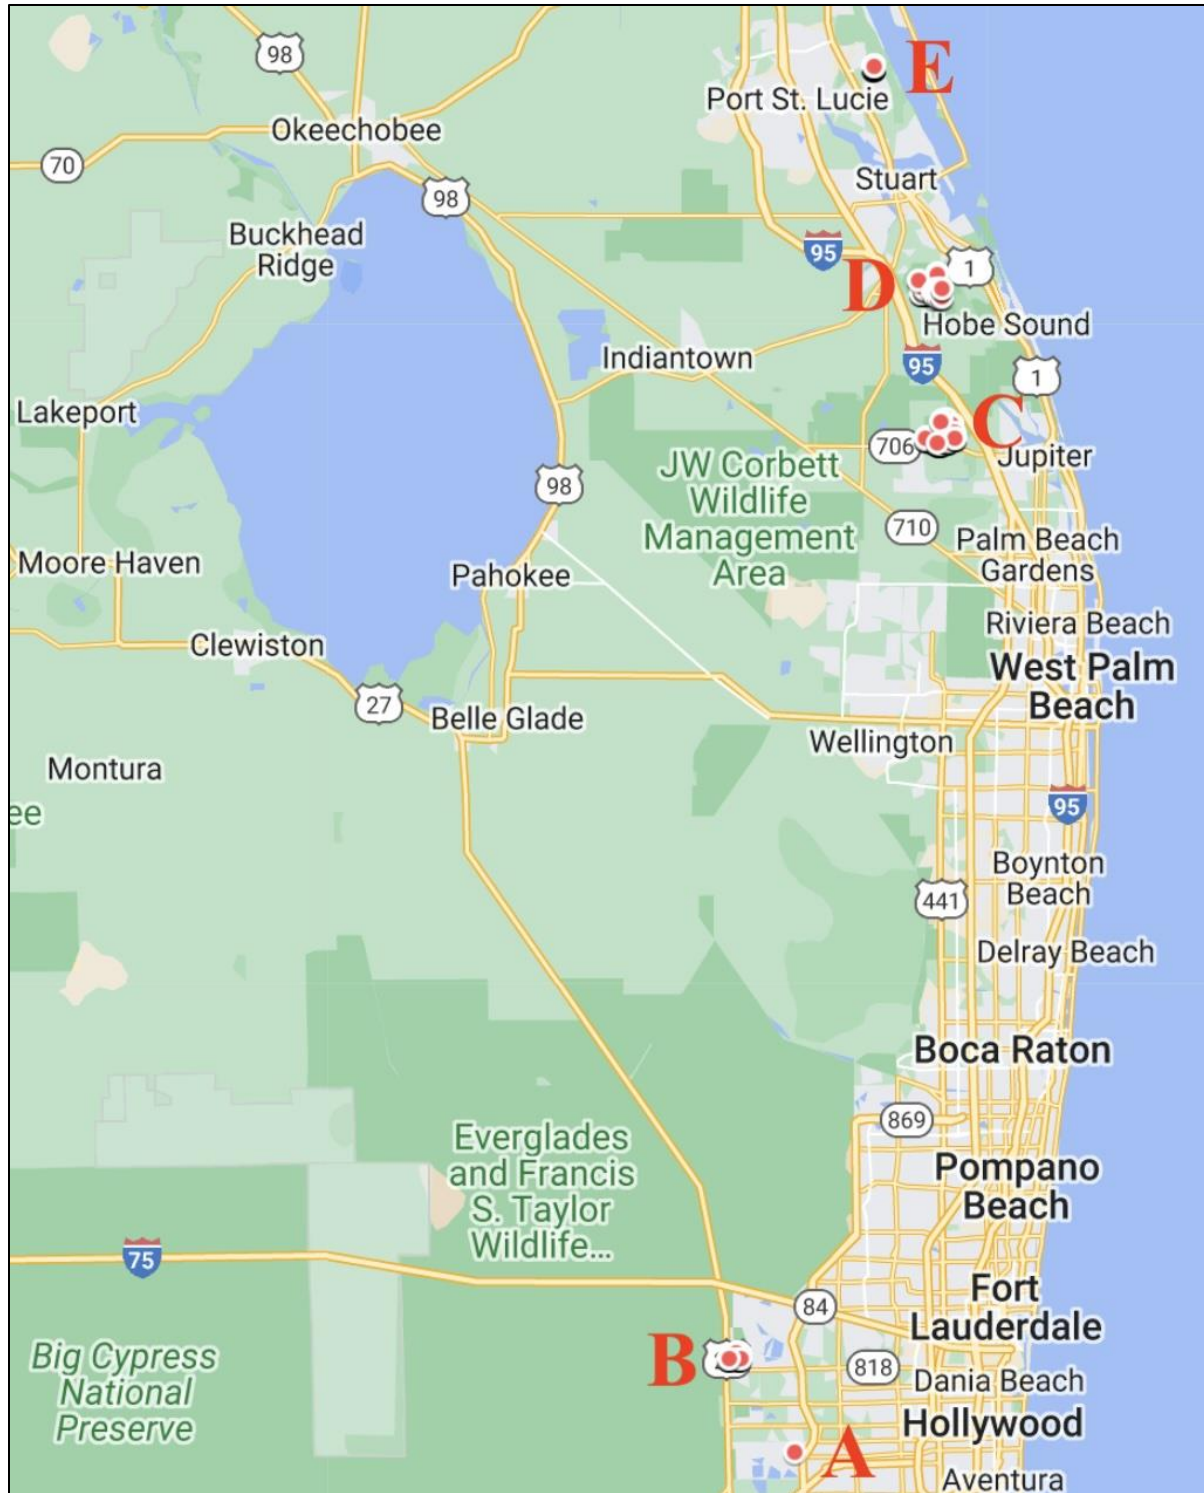 98
E
Port St. Lucie
Okeechobee
70
Stuart
98
Buckhead
Ridge
95
D
1
Hobe Sound
Indiantown
95
1
Lakeport
C
706
Jupiter
JW Corbett
Wildlife
Management
Area
98
710
Palm Beach
Gardens
Moore Haven
Pahokee
Riviera Beach
Clewiston
West Palm
Beach
27
Belle Glade
Wellington
Montura
95
ee
Boynton
Beach
441
Delray Beach
Boca Raton
869
Everglades
and Francis
S. Taylor
Wildlife...
Pompano
Beach
75
84
Fort
Lauderdale
Big Cypress
National
Preserve
B
818
Dania Beach
Hollywood
A
Aventura